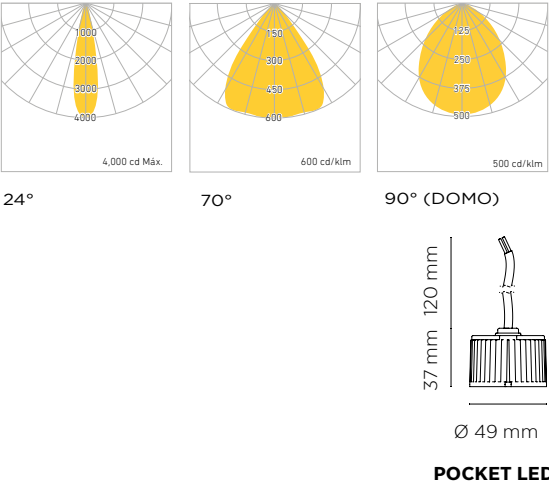 1000
2000
3000
4000
4,000 cd Máx.
150
300
450
600
600 cd/klm
125
250
375
500
500 cd/klm
24°
70°
90° (DOMO)
120 mm
37 mm
Ø 49 mm
POCKET LED